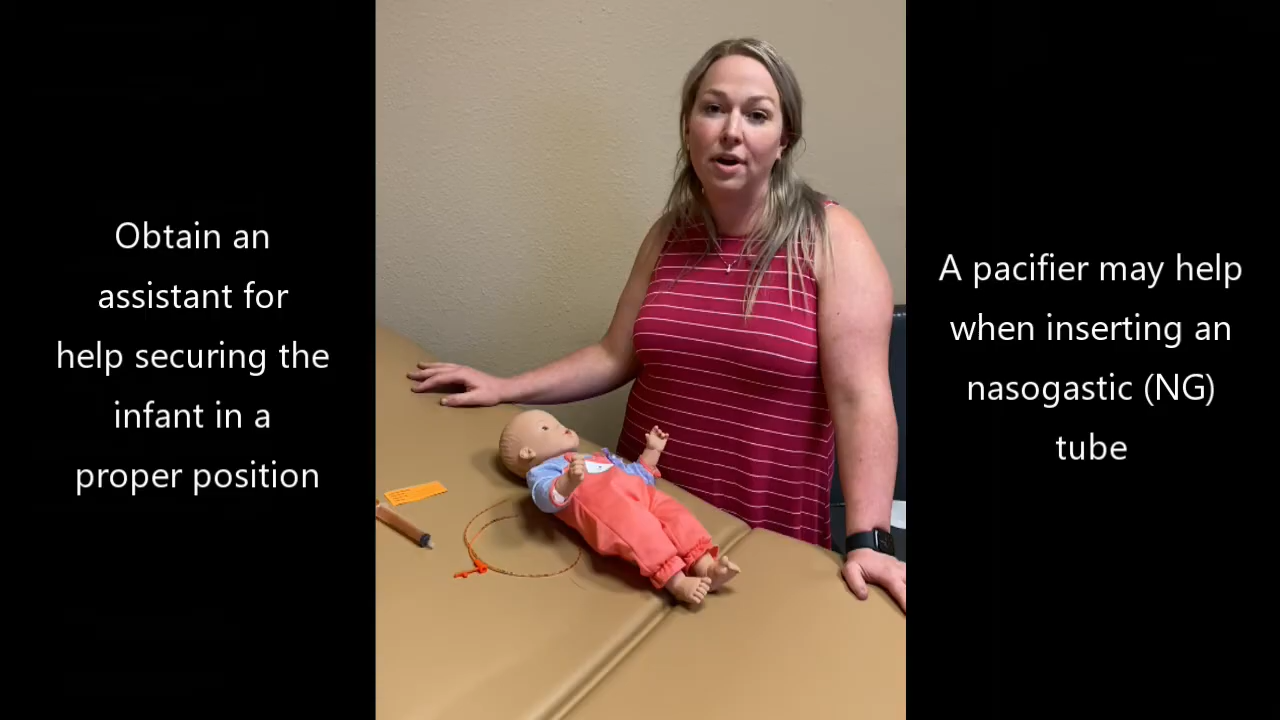 Obtain an
assistant for
help securing the
infant in a
proper position
A pacifier may help
when inserting an
nasogastic (NG)
tube